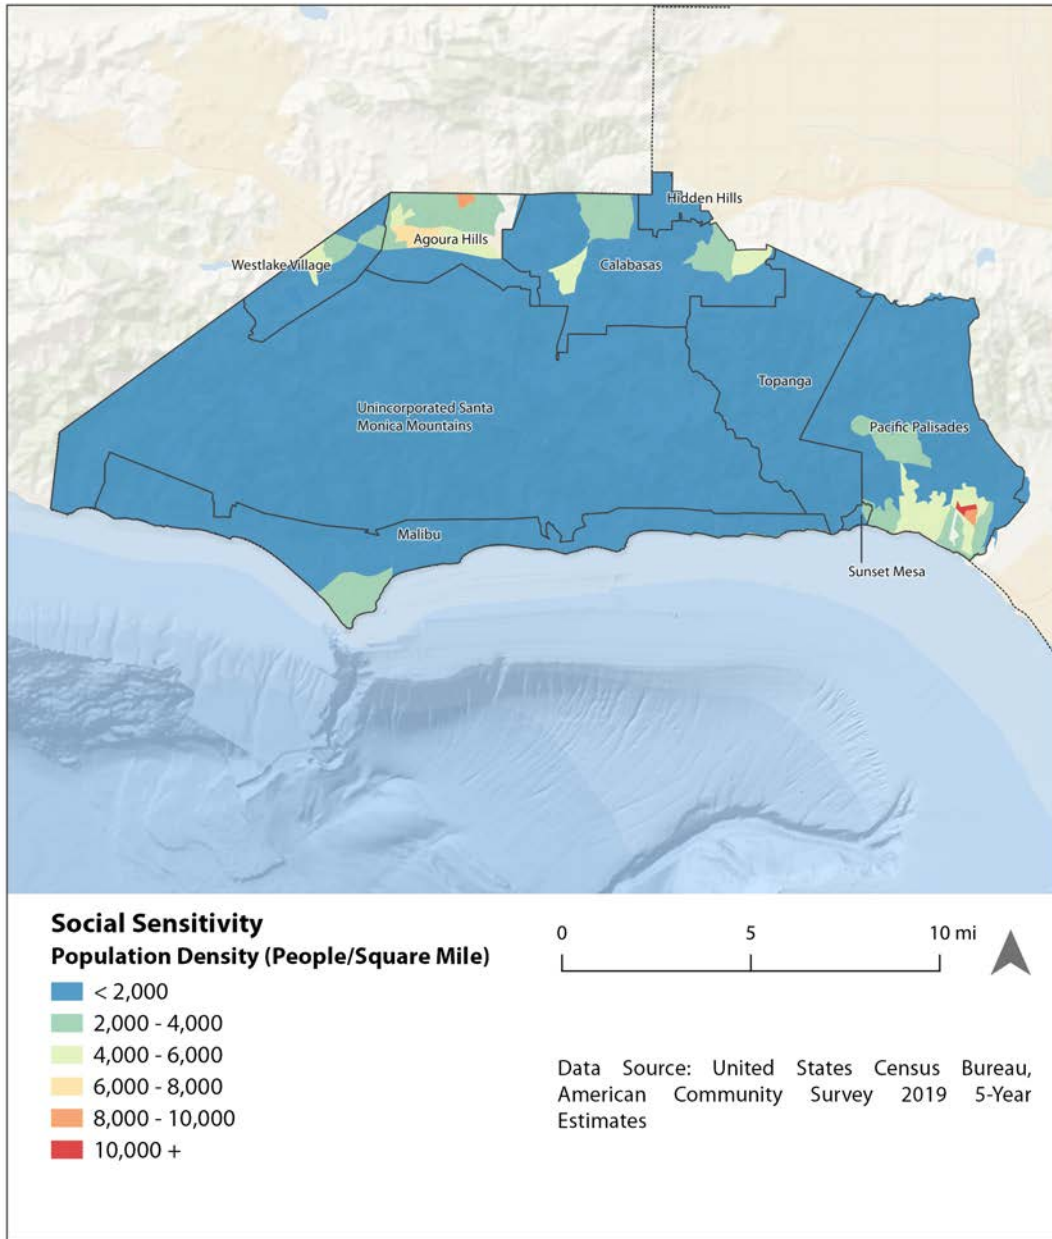 Hidden Hills
Agoura Hills
Westlake Village
Calabasas
Topanga
Unincorporated Santa
Monica Mountains
Pacific Palisades
Malibu
Sunset Mesa
Social Sensitivity
Population Density (People/Square Mile)
< 2,000
2,000 - 4,000
4,000 - 6,000
6,000 - 8,000
8,000 - 10,000
10,000 +
0 5 10 mi
Data Source: United States Census Bureau,
American Community Survey 2019 5-Year
Estimates